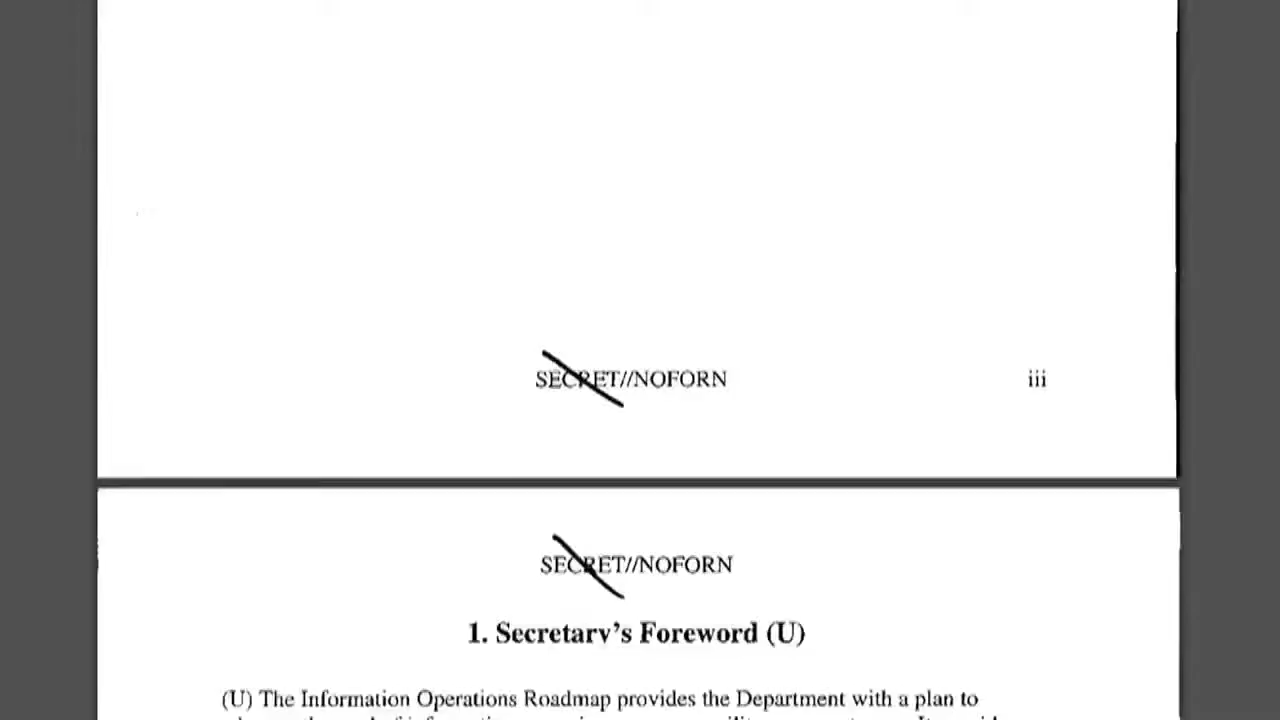 SECRET//NOFORN
iii
SECRET//NOFORN
1. Secretary's Foreword (U)
(U) The Information Operations Roadmap provides the Department with a plan to